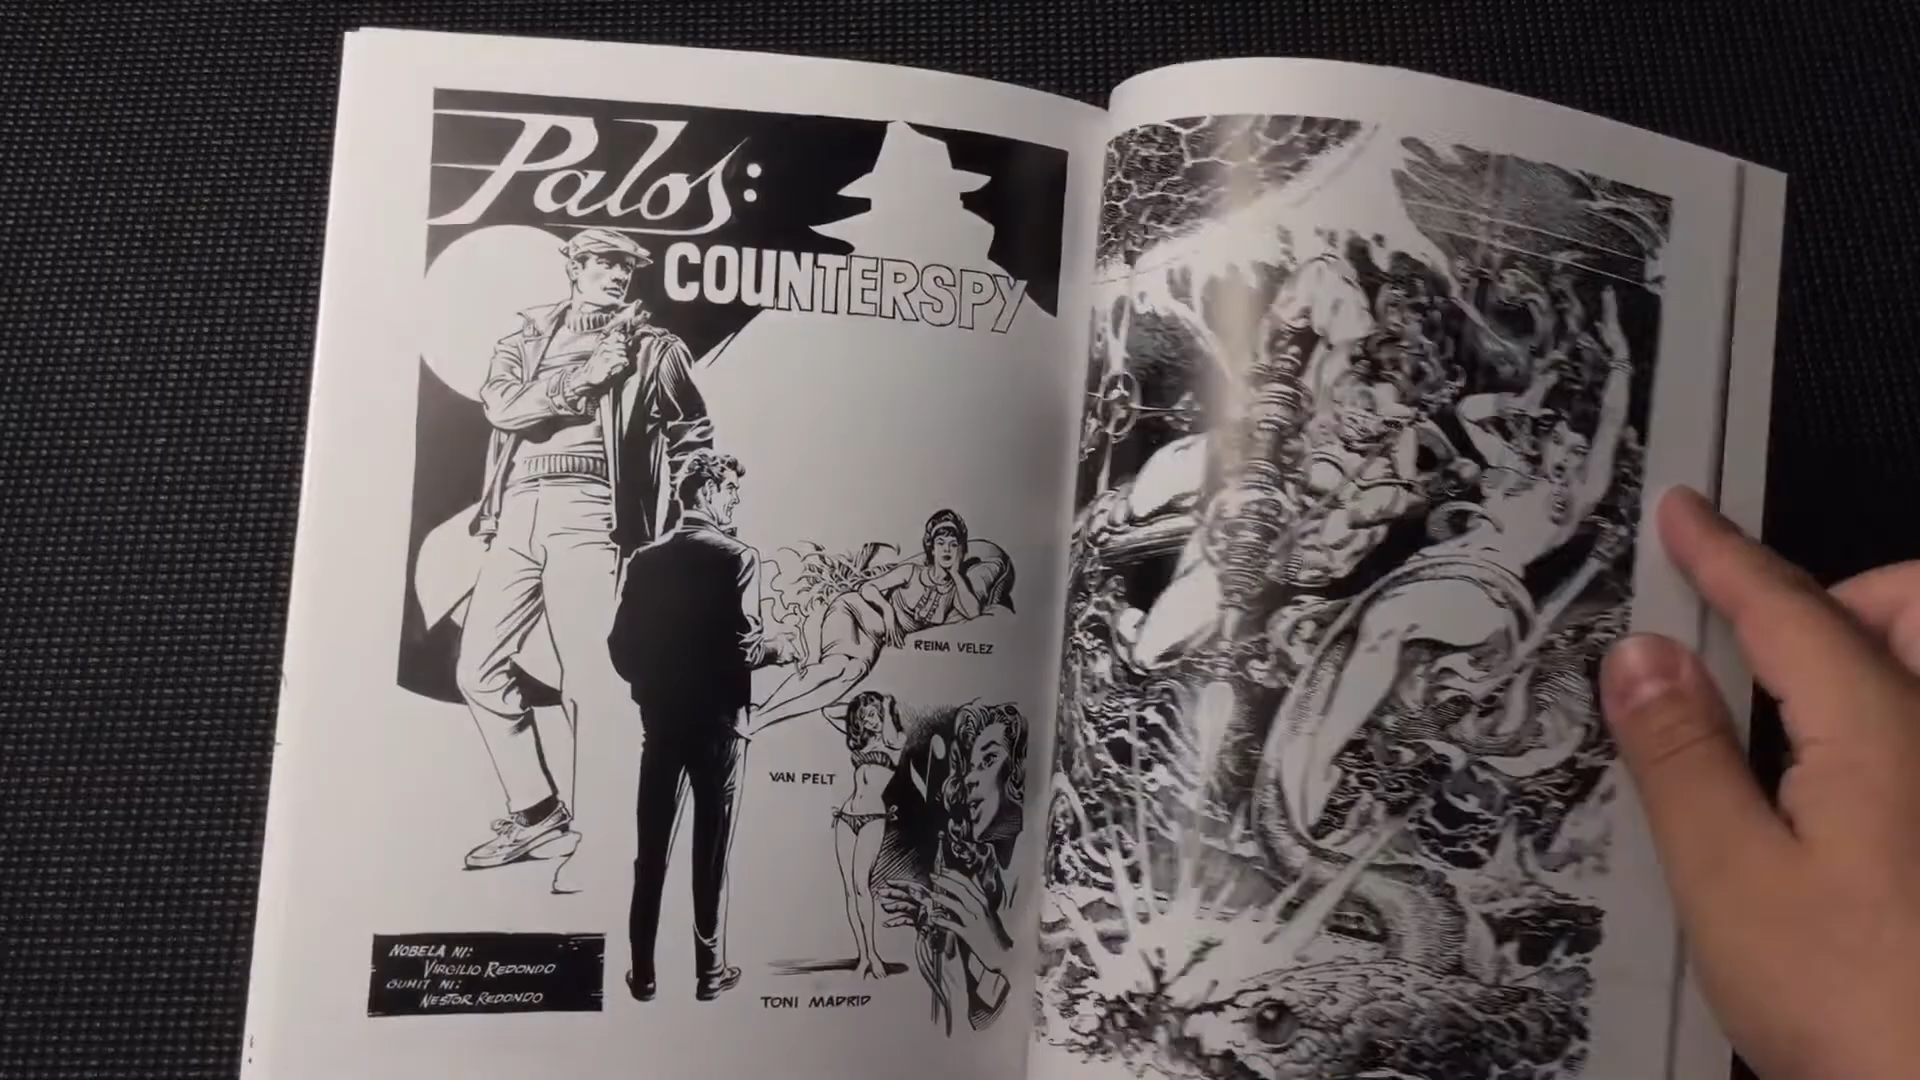 Palos:
COUNTERSPY
REINA VELEZ
VAN PELT
TONI MADRID
NOBELA NI:
VIRGILIO REDONDO
GUHIT NI:
NESTOR REDONDO